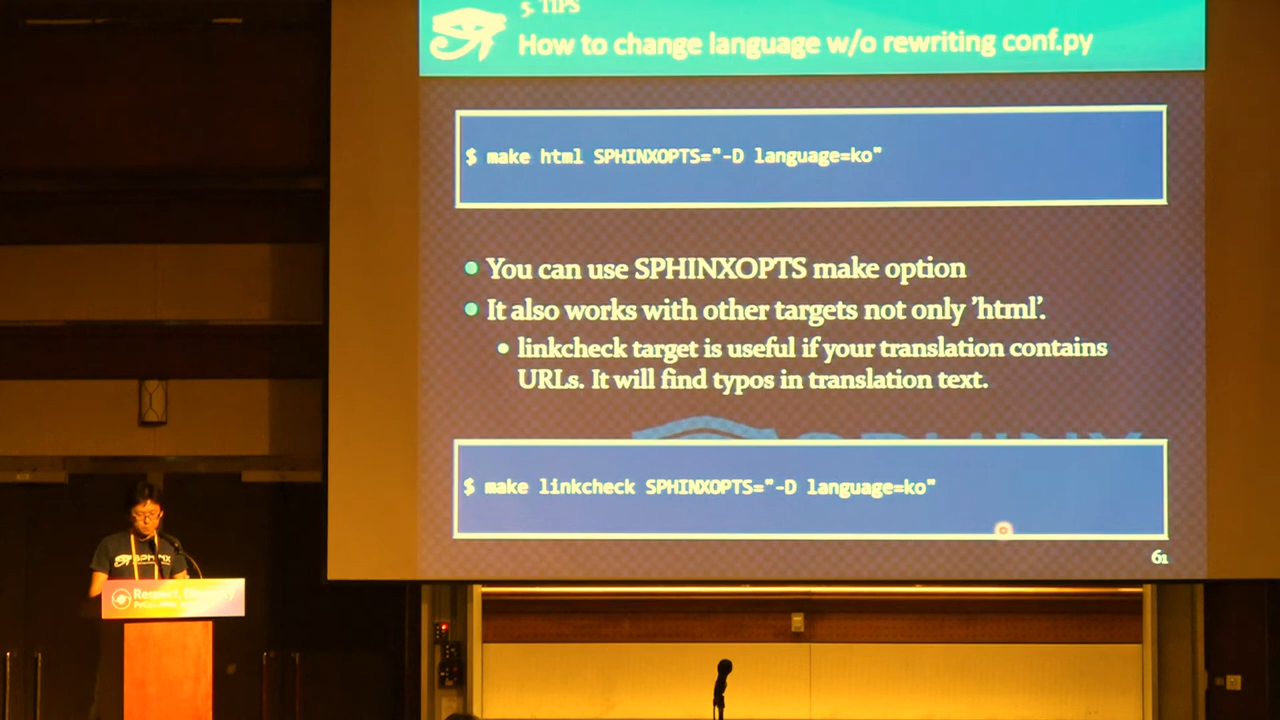 5. TIPS
How to change language w/o rewriting conf.py
$ make html SPHINXOPTS="-D language=ko"
You can use SPHINXOPTS make option
It also works with other targets not only 'html'.
linkcheck target is useful if your translation contains
URLs. It will find typos in translation text.
SPHINX
$ make linkcheck SPHINXOPTS="-D language=ko"
61
SPHINX